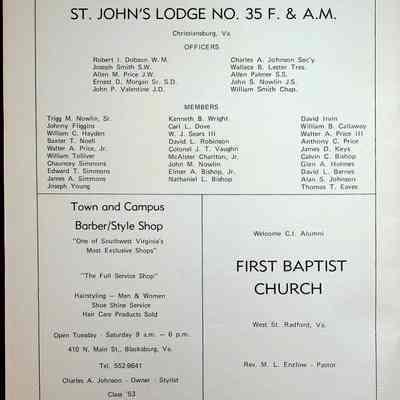 ST. JOHN'S LODGE NO. 35 F. & A.M.
Christiansburg, Va.
OFFICERS
Robert I. Dobson W. M.
Joseph Smith S.W.
Allen M. Price J.W.
Ernest D. Morgan Sr. S.D.
John P. Valentine J.D.
Charles A. Johnson Sec'y.
Wallace B. Lester Tres.
Allen Palmer S.S.
John S. Nowlin J.S.
William Smith Chap.
MEMBERS
Trigg M. Nowlin, Sr.
Johnny Fliggins
William C. Hayden
Baxter T. Noell
Walter A. Price, Jr.
William Tolliver
Chauncey Simmons
Edward T. Simmons
James A. Simmons
Joseph Young
Kenneth B. Wright
Carl L. Dove
W. J. Sears III
David L. Robinson
Colonel J. T. Vaughn
McAlster Charlton, Jr.
John M. Nowlin
Elmer A. Bishop, Jr.
Nathaniel L. Bishop
David Irvin
William B. Callaway
Walter A. Price III
Anthony C. Price
James D. Keys
Calvin C. Bishop
Glen A. Holmes
David L. Barnes
Alan S. Johnson
Thomas T. Eaves
Town and Campus
Barber/Style Shop
"One of Southwest Virginia's
Most Exclusive Shops"
"The Full Service Shop"
Hairstyling — Men & Women
Shoe Shine Service
Hair Care Products Sold
Open Tuesday - Saturday 9 a.m. — 6 p.m.
410 N. Main St., Blacksburg, Va.
Tel. 552-9641
Charles A. Johnson - Owner - Stylist
Class '53
Welcome C.I. Alumni
FIRST BAPTIST
CHURCH
West St. Radford, Va.
Rev. M. L. Enzlow - Pastor